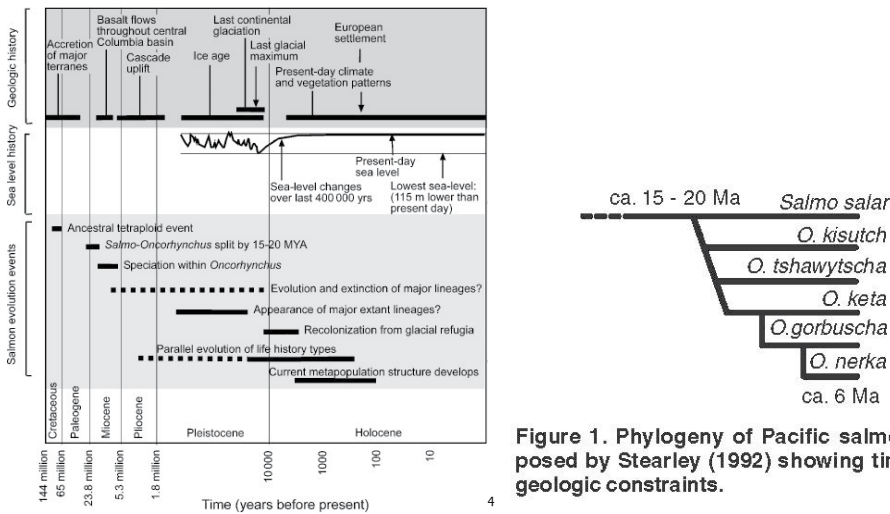 Geologic history
Accretion
of major
terranes
Basalt flows
throughout central
Columbia basin
Cascade
uplift
Ice age
Last continental
glaciation
Last glacial
maximum
European
settlement
Present-day climate
and vegetation patterns
Sea level history
Sea-level changes
over last 400 000 yrs
Present-day
sea level
Lowest sea-level:
(115 m lower than
present day)
Salmon evolution events
Ancestral tetraploid event
Salmo-Oncorhynchus split by 15-20 MYA
Speciation within Oncorhynchus
Evolution and extinction of major lineages?
Appearance of major extant lineages?
Recolonization from glacial refugia
Parallel evolution of life history types
Current metapopulation structure develops
Cretaceous
Paleogene
Miocene
Pliocene
Pleistocene
Holocene
144 million
65 million
23.8 million
5.3 million
1.8 million
10 000
1000
100
10
Time (years before present)
4
ca. 15 - 20 Ma
Salmo salar
O. kisutch
O. tshawytscha
O. keta
O.gorbuscha
O. nerka
ca. 6 Ma
Figure 1. Phylogeny of Pacific salmo
posed by Stearley (1992) showing tin
geologic constraints.